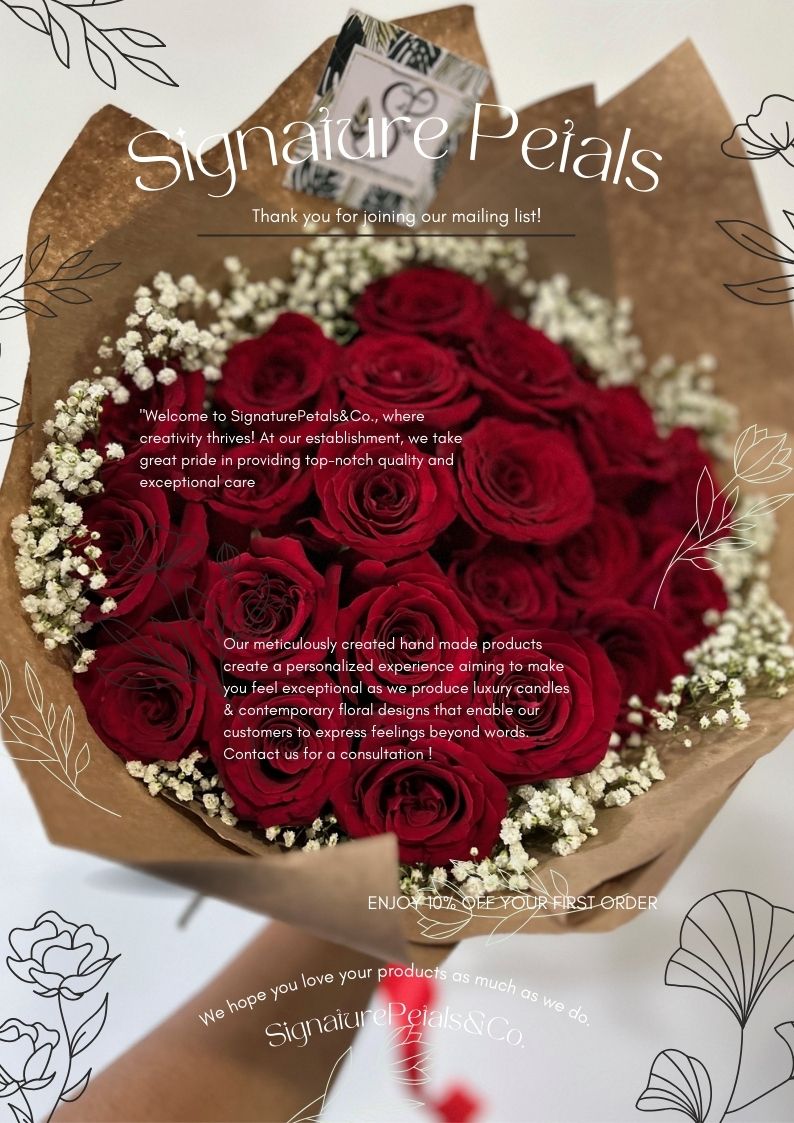 Signature Petals
Thank you for joining our mailing list!
"Welcome to SignaturePetals&Co., where
creativity thrives! At our establishment, we take
great pride in providing top-notch quality and
exceptional care
Our meticulously created hand made products
create a personalized experience aiming to make
you feel exceptional as we produce luxury candles
& contemporary floral designs that enable our
customers to express feelings beyond words.
Contact us for a consultation !
ENJOY 10% OFF YOUR FIRST ORDER
We hope you love your products as much as we do.
SignaturePetals&Co.